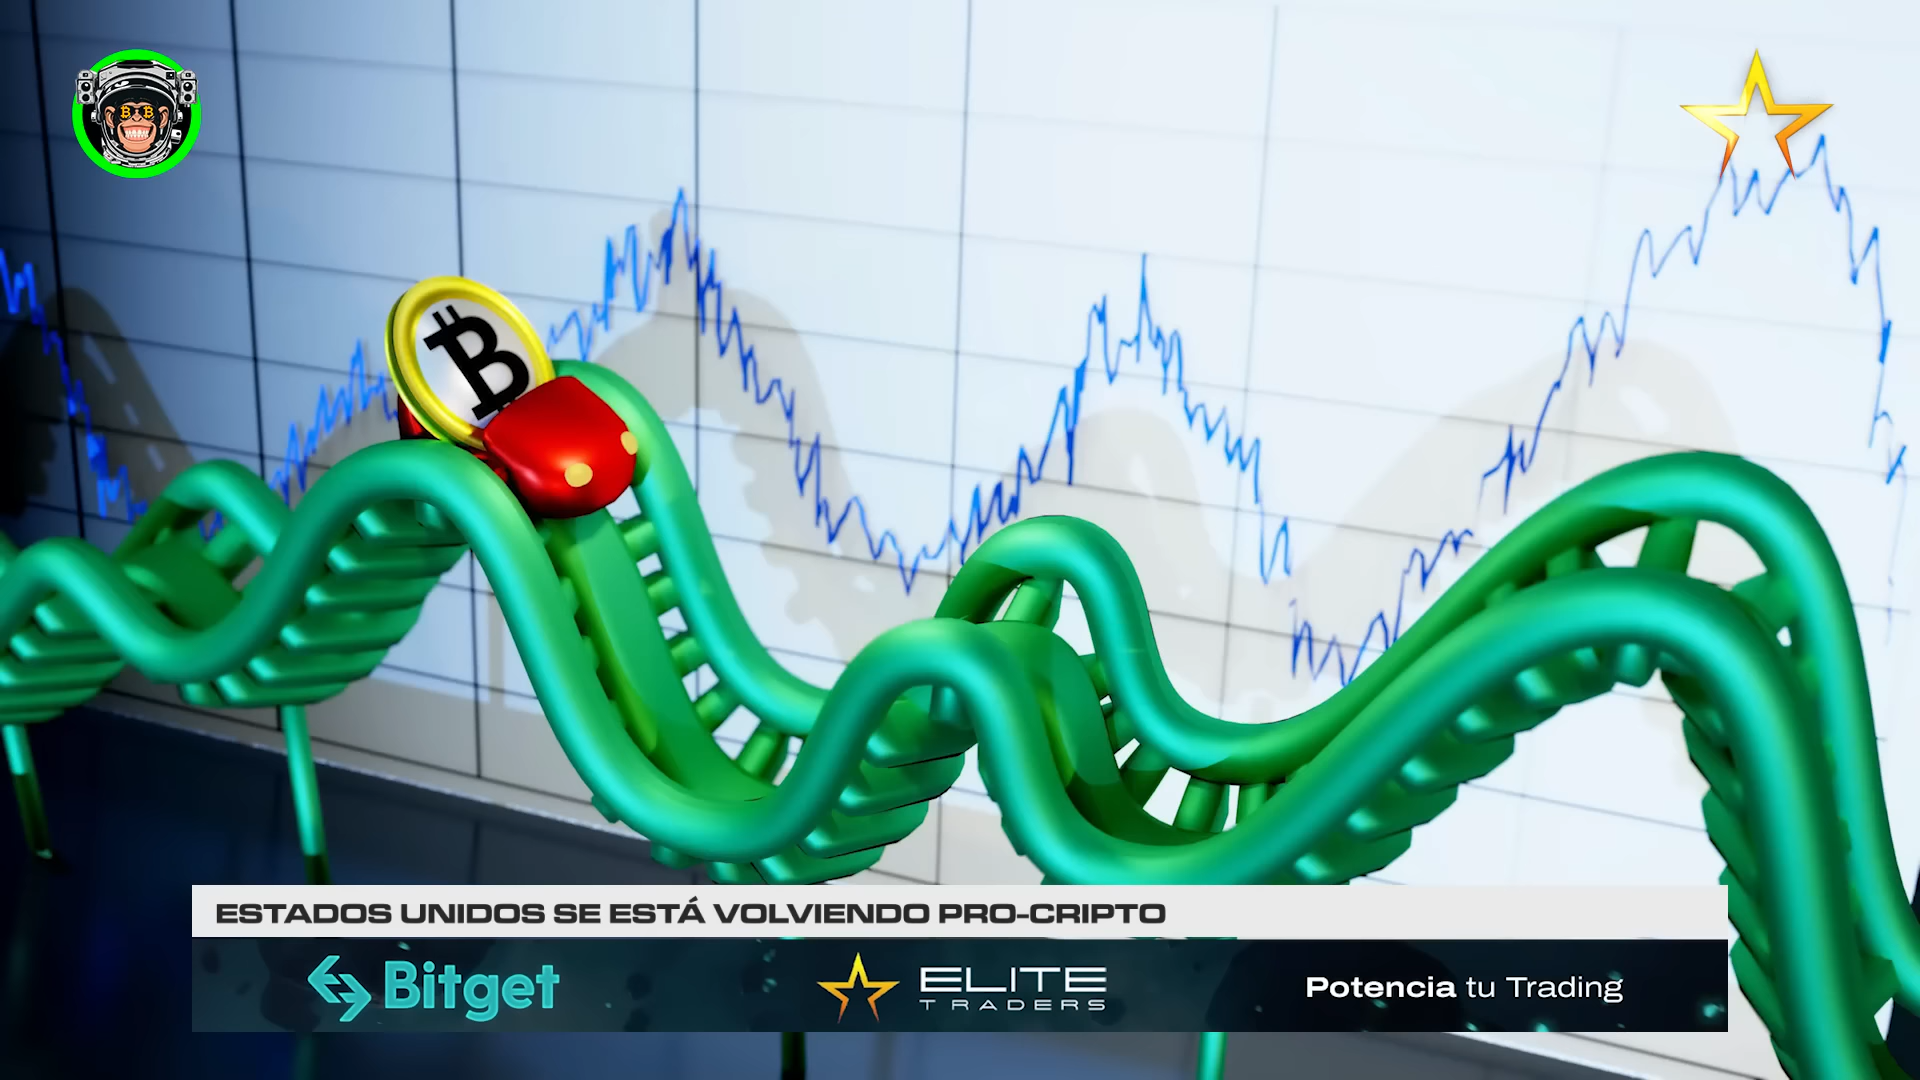 ESTADOS UNIDOS SE ESTÁ VOLVIENDO PRO-CRIPTO
Bitget
ELITE
TRADERS
Potencia tu Trading